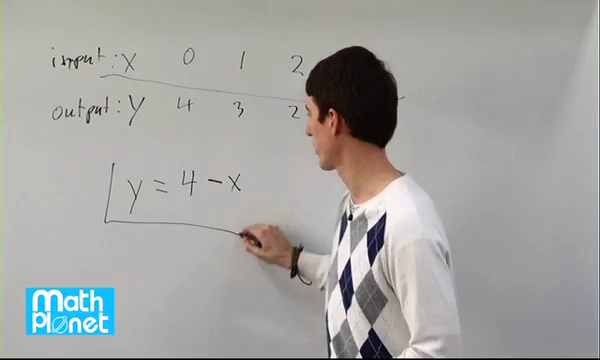 input: x 0 1 2
output: y 4 3 2
y = 4 - x
Math
Planet